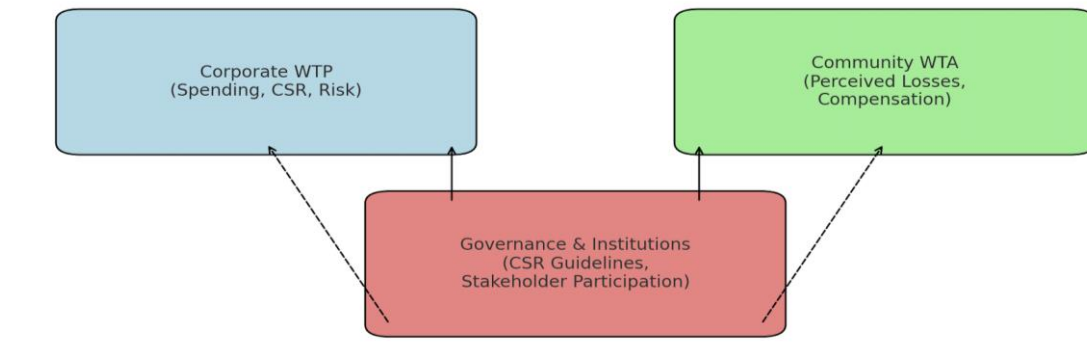 Corporate WTP
(Spending, CSR, Risk)
Community WTA
(Perceived Losses,
Compensation)
Governance & Institutions
(CSR Guidelines,
Stakeholder Participation)